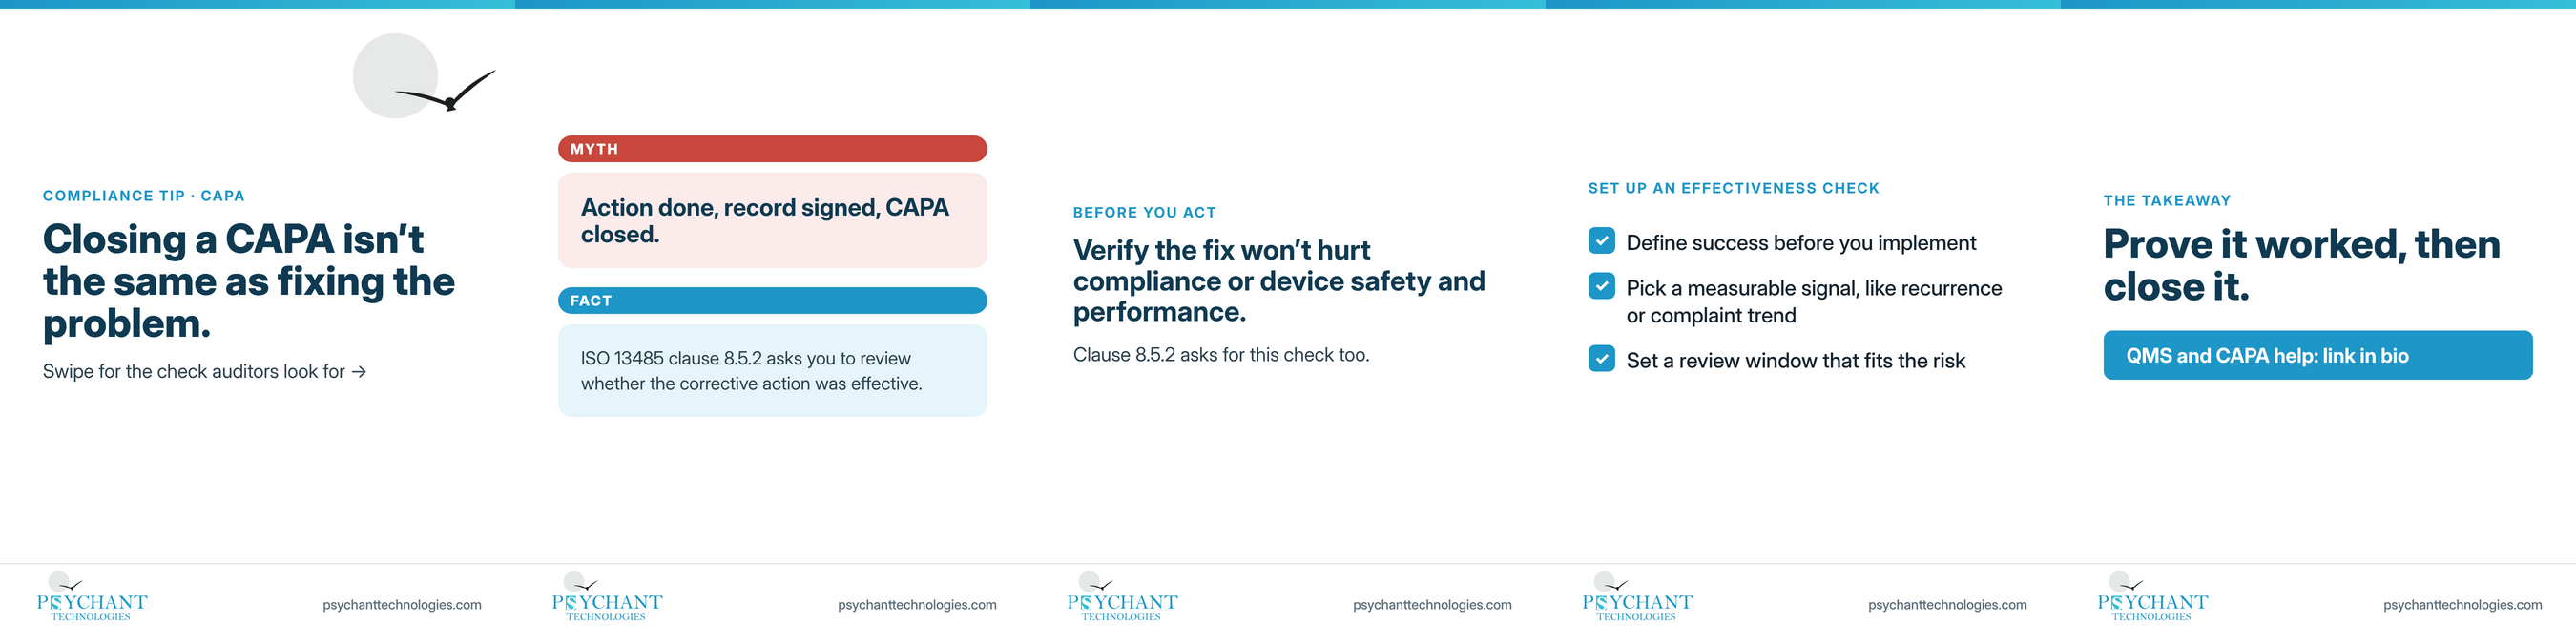 COMPLIANCE TIP · CAPA
Closing a CAPA isn’t
the same as fixing the
problem.
Swipe for the check auditors look for →
PSYCHANT
TECHNOLOGIES
psychanttechnologies.com
MYTH
Action done, record signed, CAPA
closed.
FACT
ISO 13485 clause 8.5.2 asks you to review
whether the corrective action was effective.
PSYCHANT
TECHNOLOGIES
psychanttechnologies.com
BEFORE YOU ACT
Verify the fix won’t hurt
compliance or device safety and
performance.
Clause 8.5.2 asks for this check too.
PSYCHANT
TECHNOLOGIES
psychanttechnologies.com
SET UP AN EFFECTIVENESS CHECK
Define success before you implement
Pick a measurable signal, like recurrence
or complaint trend
Set a review window that fits the risk
PSYCHANT
TECHNOLOGIES
psychanttechnologies.com
THE TAKEAWAY
Prove it worked, then
close it.
QMS and CAPA help: link in bio
PSYCHANT
TECHNOLOGIES
psychanttechnologies.com